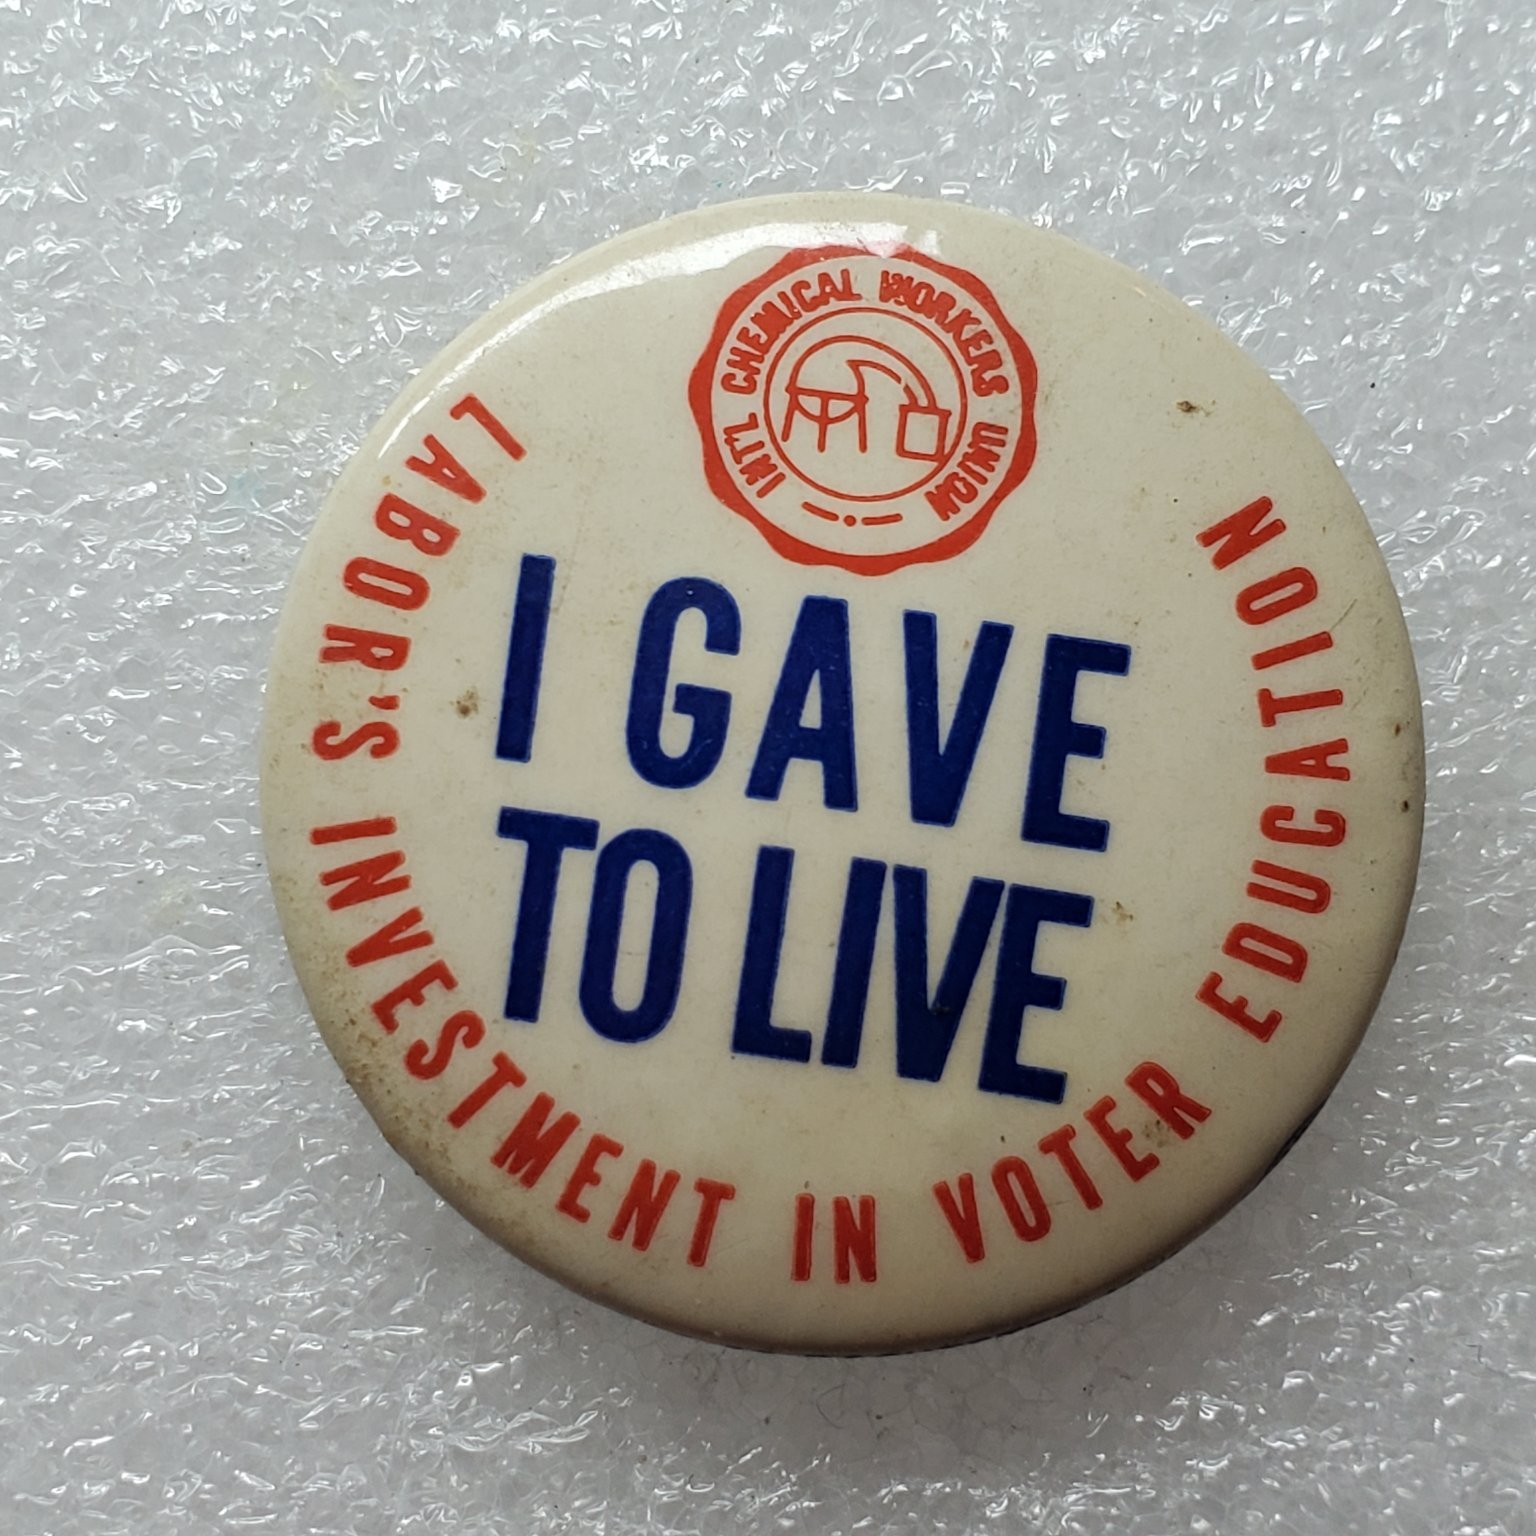 INT'L CHEMICAL WORKERS UNION
I GAVE
TO LIVE
LABOR'S INVESTMENT IN VOTER EDUCATION